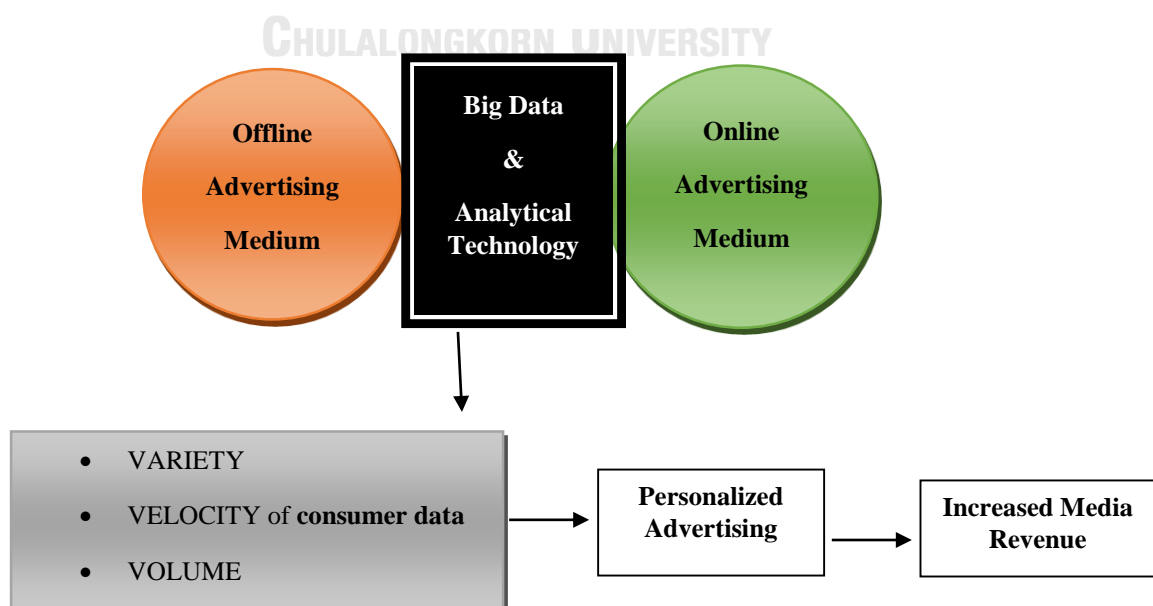 CHULALONGKORN UNIVERSITY
Offline
Advertising
Medium
Big Data
&
Analytical
Technology
Online
Advertising
Medium
• VARIETY
• VELOCITY of consumer data
• VOLUME
Personalized
Advertising
Increased Media
Revenue